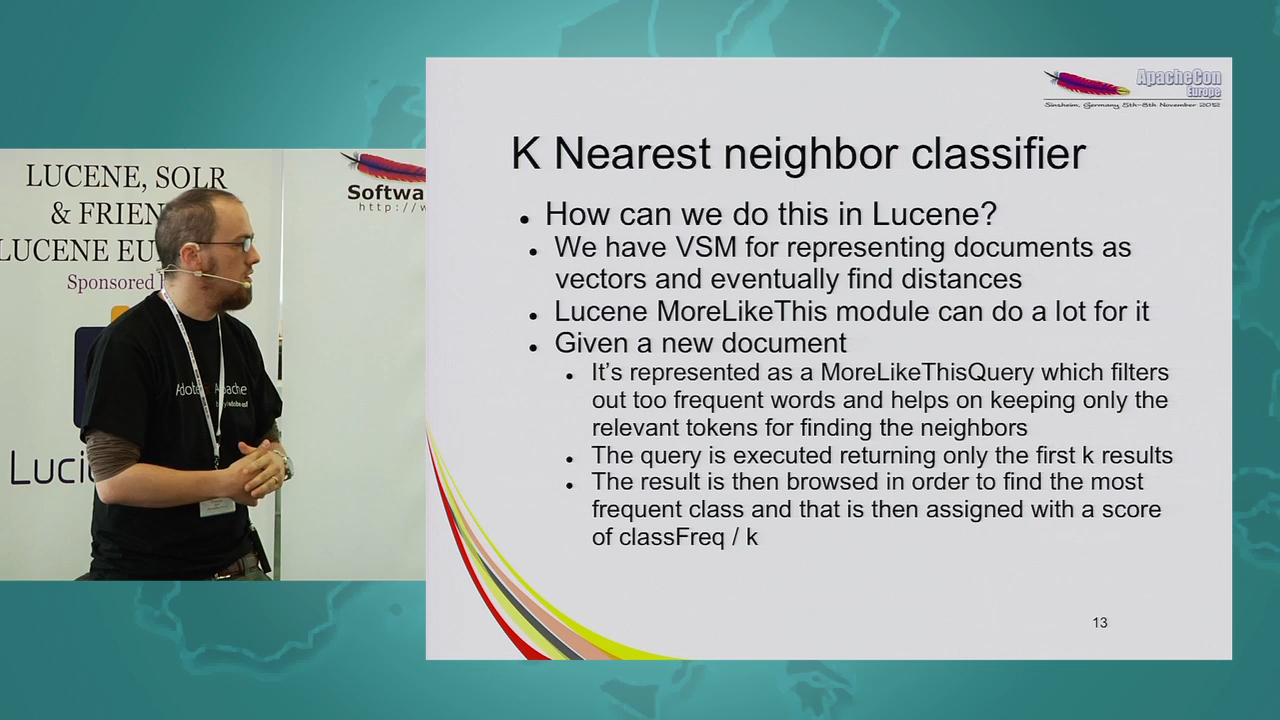 ApacheCon
Europe
Sinsheim, Germany, 5th–8th November 2012
K Nearest neighbor classifier
How can we do this in Lucene?
We have VSM for representing documents as
vectors and eventually find distances
Lucene MoreLikeThis module can do a lot for it
Given a new document
It's represented as a MoreLikeThisQuery which filters
out too frequent words and helps on keeping only the
relevant tokens for finding the neighbors
The query is executed returning only the first k results
The result is then browsed in order to find the most
frequent class and that is then assigned with a score
of classFreq / k
13
LUCENE, SOLR
& FRIEN
LUCENE EU
Sponsored
Softwa
http://w
Apache
Luci